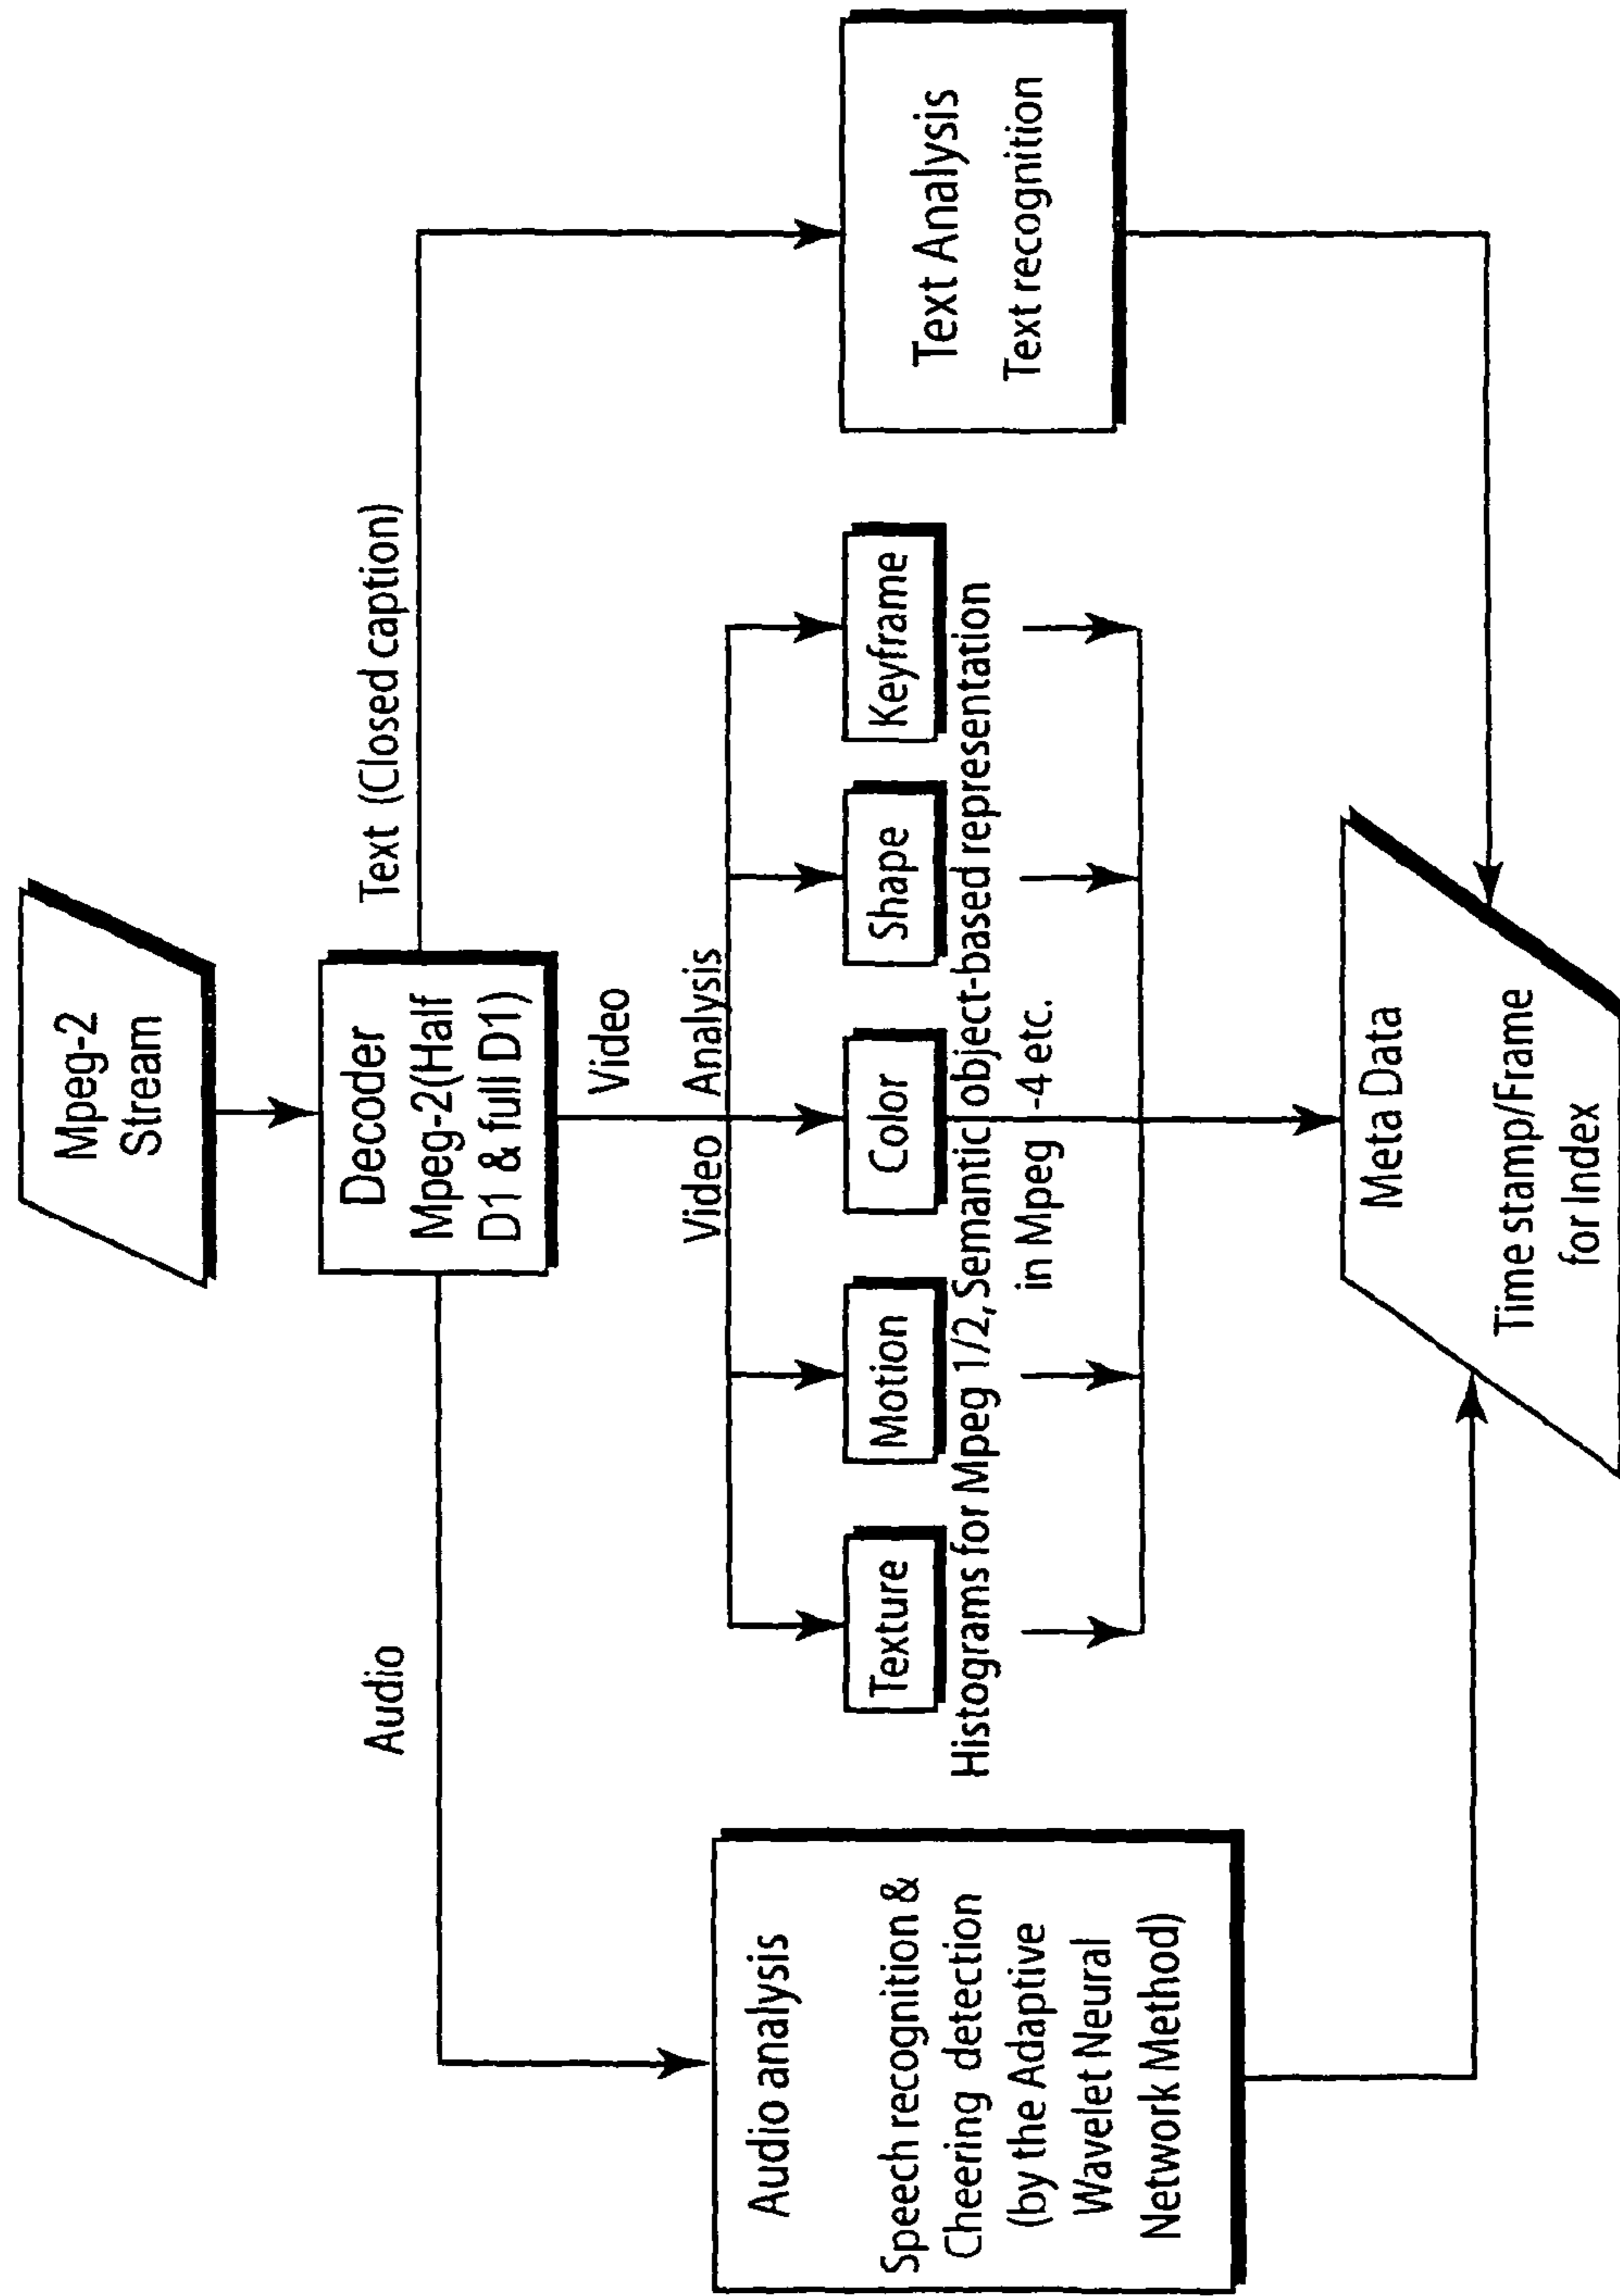 Mpeg-2
Stream
Decoder
Mpeg-2(Half
D1 & full D1)
Audio
Video
Text (Closed caption)
Video Analysis
Texture
Motion
Color
Shape
Keyframe
Histograms for Mpeg 1/2, Semantic object-based representation
in Mpeg -4 etc.
Audio analysis
Speech recognition &
Cheering detection
(by the Adaptive
Wavelet Neural
Network Method)
Text Analysis
Text recognition
Meta Data
Time stamp/Frame
for Index